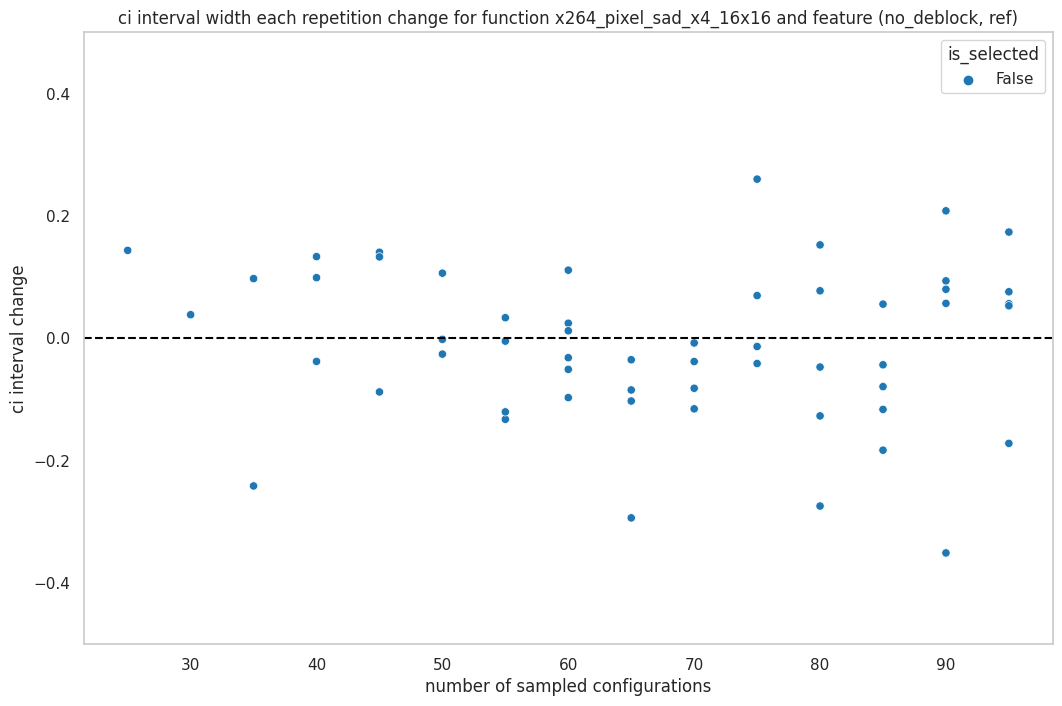 ci interval width each repetition change for function x264_pixel_sad_x4_16x16 and feature (no_deblock, ref)
is_selected
False
0.4
0.2
0.0
−0.2
−0.4
ci interval change
30 40 50 60 70 80 90
number of sampled configurations